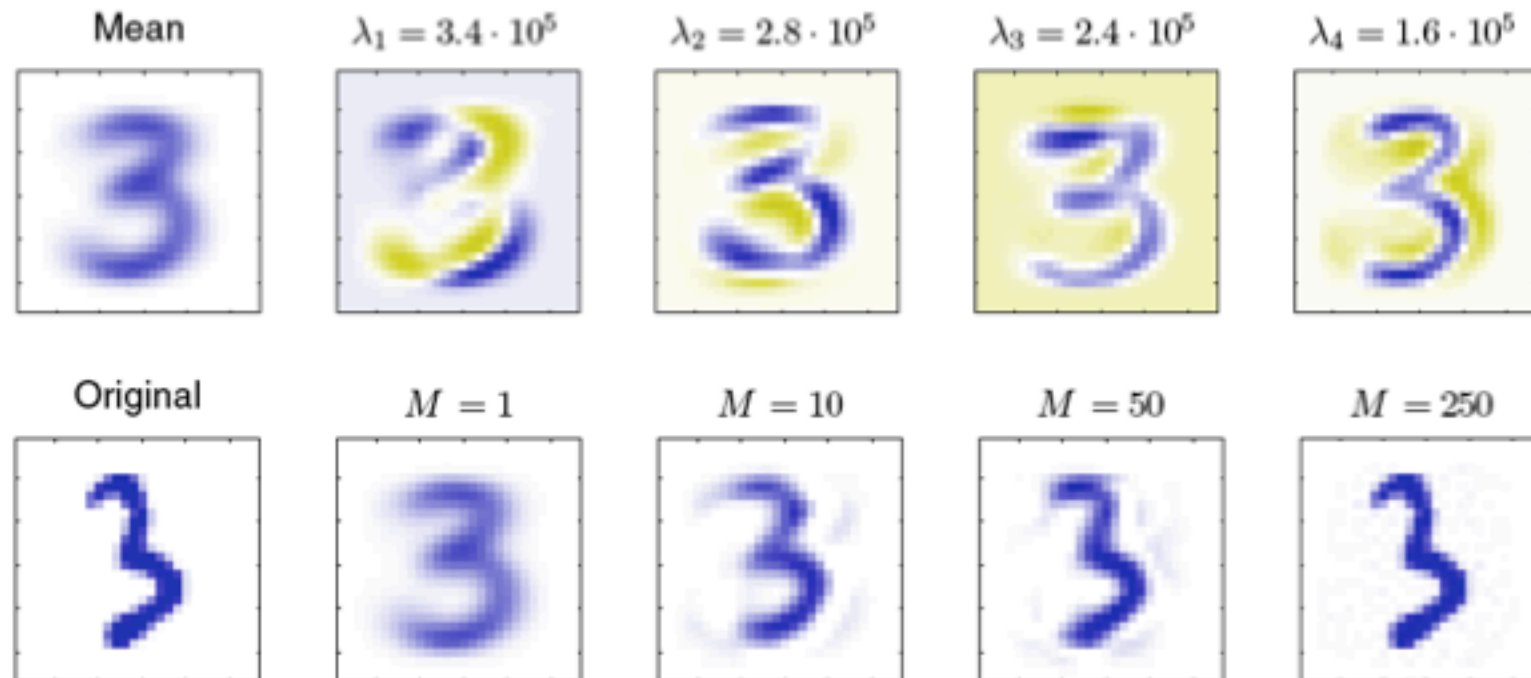 Mean λ₁ = 3.4 · 10⁵ λ₂ = 2.8 · 10⁵ λ₃ = 2.4 · 10⁵ λ₄ = 1.6 · 10⁵
Original M = 1 M = 10 M = 50 M = 250